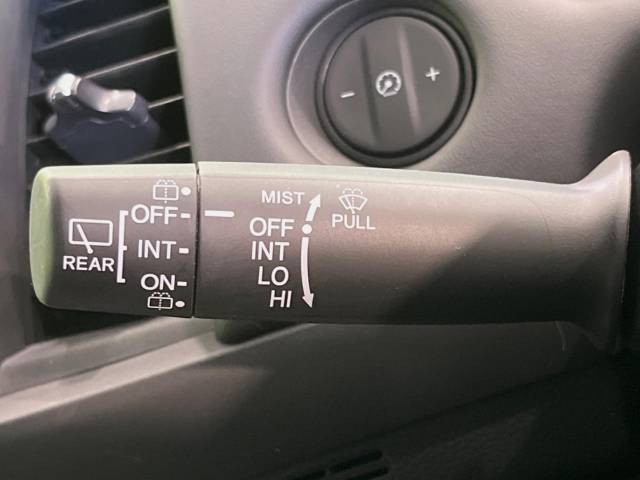 REAR
OFF
INT
ON
MIST
OFF
INT
LO
HI
PULL
- +